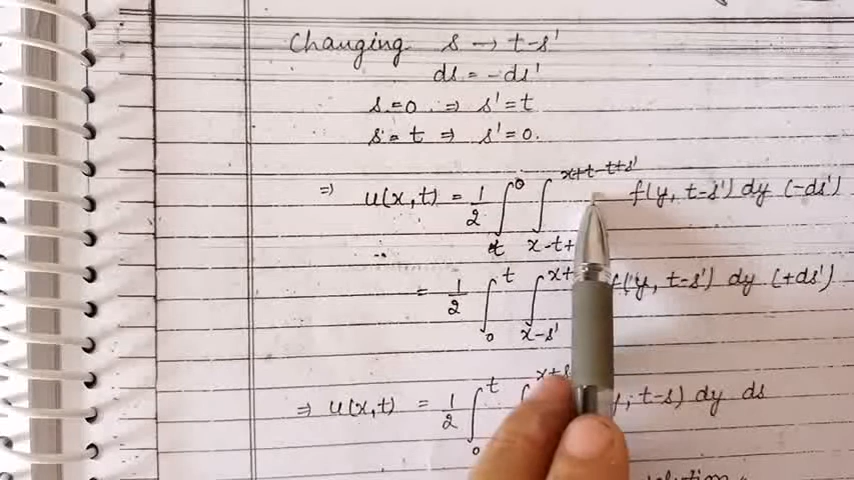 Changing s → t-s'
ds = -ds'
s=0 ⇒ s'=t
s=t ⇒ s'=0.
⇒ u(x,t) = 1/2 ∫_t^0 ∫_{x-t+}^{x+t-t+s'} f(y, t-s') dy (-ds')
= 1/2 ∫_0^t ∫_{x-s'}^{x+} f(y, t-s') dy (+ds')
⇒ u(x,t) = 1/2 ∫_0^t ∫^{x+s} y, t-s) dy ds
solution.